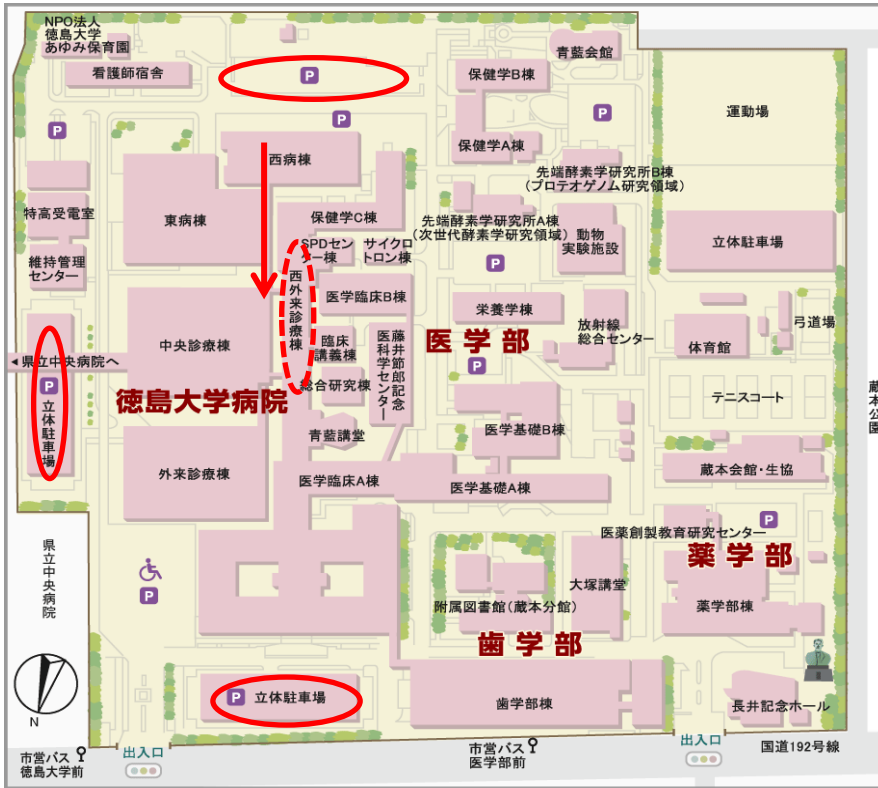 NPO法人
徳島大学
あゆみ保育園
看護師宿舎
P
P
P
西病棟
東病棟
特高受電室
維持管理
センター
保健学B棟
青藍会館
P
保健学A棟
先端酵素学研究所B棟
(プロテオゲノム研究領域)
運動場
保健学C棟
先端酵素学研究所A棟
(次世代酵素学研究領域)
動物
実験施設
立体駐車場
SPDセン
ター棟
サイクロ
トロン棟
P
西外来診療棟
医学臨床B棟
栄養学棟
放射線
総合センター
弓道場
体育館
中央診療棟
臨床
講義棟
藤井節郎記念
医科学センター
医学部
P
◀県立中央病院へ
P
立体駐車場
徳島大学病院
総合研究棟
テニスコート
蔵本公園
青藍講堂
医学基礎B棟
外来診療棟
医学臨床A棟
医学基礎A棟
蔵本会館・生協
P
医薬創製教育研究センター
薬学部
県立中央病院
P
大塚講堂
附属図書館(蔵本分館)
薬学部棟
歯学部
N
P
立体駐車場
歯学部棟
長井記念ホール
市営バス
徳島大学前
出入口
市営バス
医学部前
出入口
国道192号線